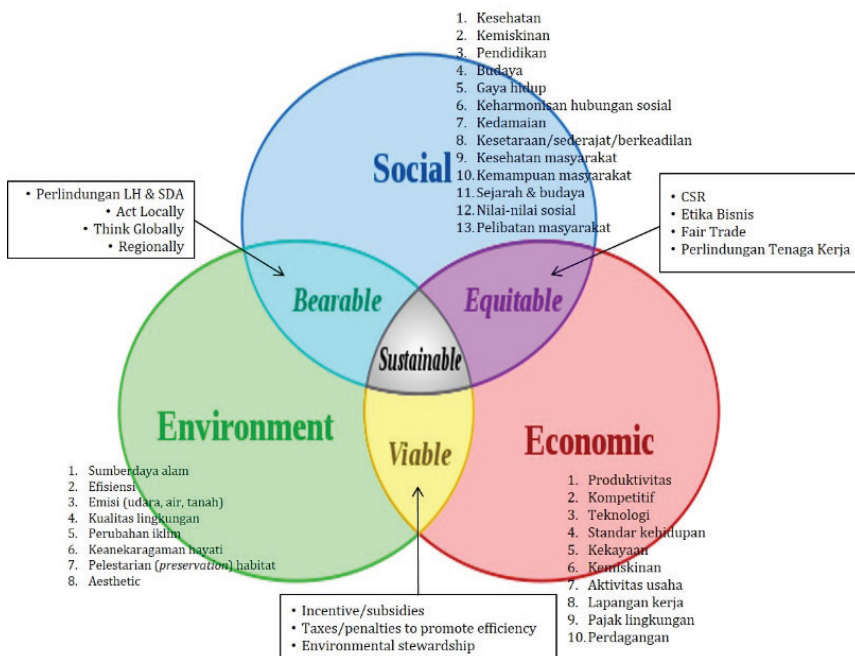 1. Kesehatan
2. Kemiskinan
3. Pendidikan
4. Budaya
5. Gaya hidup
6. Keharmonisan hubungan sosial
7. Kedamaian
8. Kesetaraan/sederajat/berkeadilan
9. Kesehatan masyarakat
10. Kemampuan masyarakat
11. Sejarah & budaya
12. Nilai-nilai sosial
13. Pelibatan masyarakat
Social
• Perlindungan LH & SDA
• Act Locally
• Think Globally
• Regionally
• CSR
• Etika Bisnis
• Fair Trade
• Perlindungan Tenaga Kerja
Bearable
Equitable
Sustainable
Environment
Viable
Economic
1. Sumberdaya alam
2. Efisiensi
3. Emisi (udara, air, tanah)
4. Kualitas lingkungan
5. Perubahan iklim
6. Keanekaragaman hayati
7. Pelestarian (preservation) habitat
8. Aesthetic
1. Produktivitas
2. Kompetitif
3. Teknologi
4. Standar kehidupan
5. Kekayaan
6. Kemiskinan
7. Aktivitas usaha
8. Lapangan kerja
9. Pajak lingkungan
10. Perdagangan
• Incentive/subsidies
• Taxes/penalties to promote efficiency
• Environmental stewardship